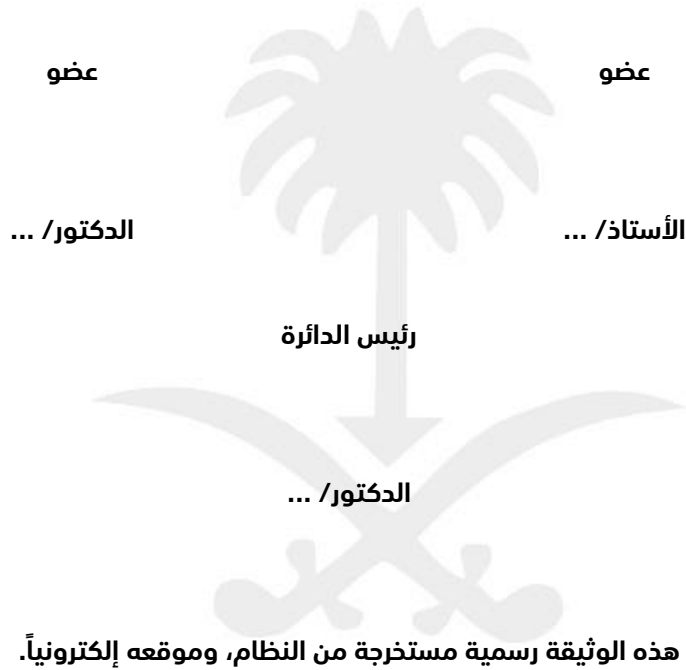 عضو
عضو
الأستاذ/ ...
الدكتور/ ...
رئيس الدائرة
الدكتور/ ...
هذه الوثيقة رسمية مستخرجة من النظام، وموقعه إلكترونياً.